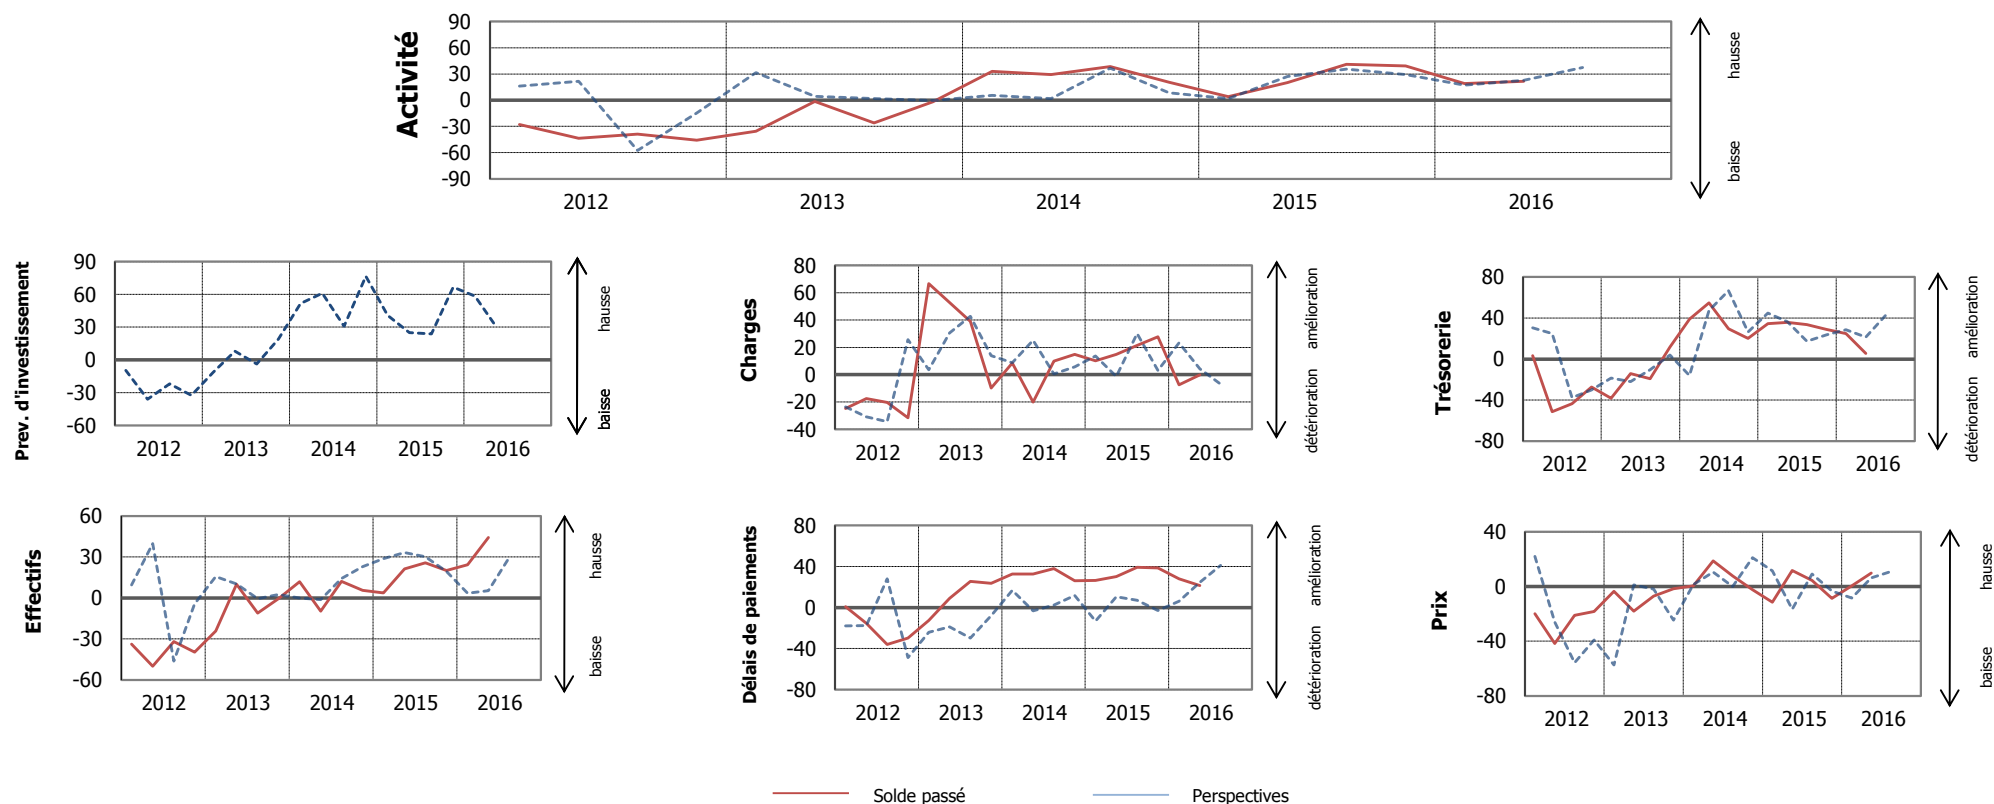 Activité
90
60
30
0
-30
-60
-90
2012 2013 2014 2015 2016
hausse
baisse
Prev. d'investissement
90
60
30
0
-30
-60
2012 2013 2014 2015 2016
hausse
baisse
Charges
80
60
40
20
0
-20
-40
2012 2013 2014 2015 2016
amélioration
détérioration
Trésorerie
80
40
0
-40
-80
2012 2013 2014 2015 2016
amélioration
détérioration
Effectifs
60
30
0
-30
-60
2012 2013 2014 2015 2016
hausse
baisse
Délais de paiements
80
40
0
-40
-80
2012 2013 2014 2015 2016
amélioration
détérioration
Prix
40
0
-40
-80
2012 2013 2014 2015 2016
hausse
baisse
Solde passé Perspectives